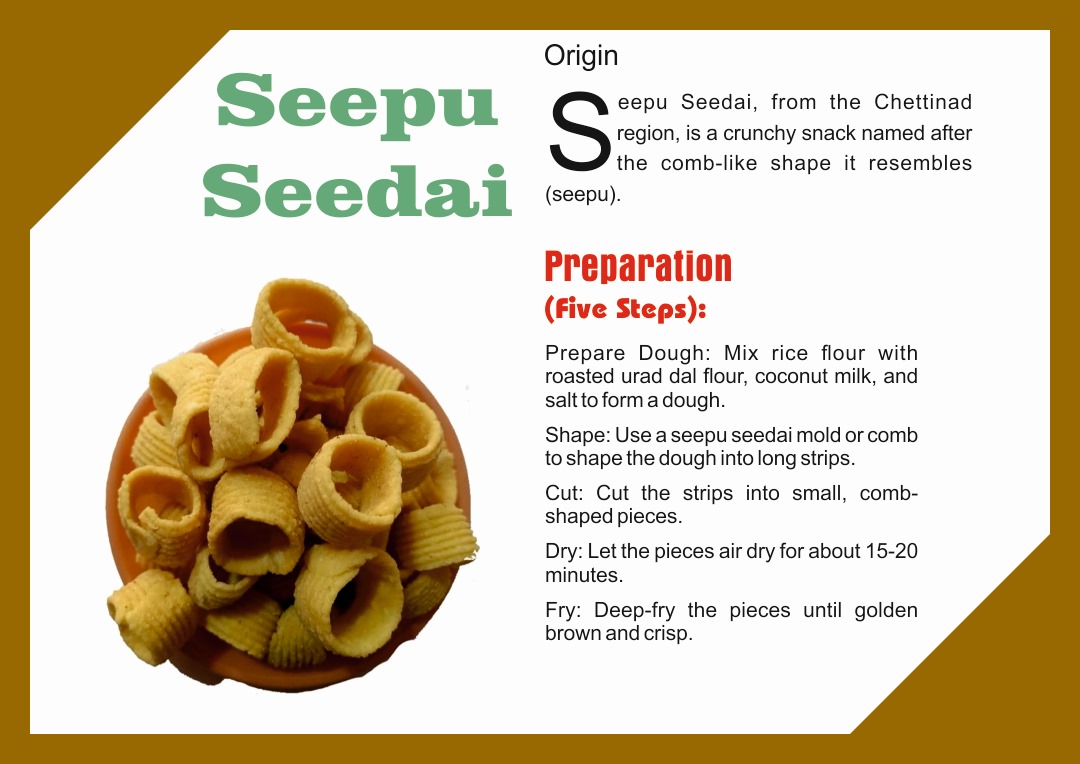 Seepu
Seedai
Origin
Seepu Seedai, from the Chettinad
region, is a crunchy snack named after
the comb-like shape it resembles
(seepu).
Preparation
(Five Steps):
Prepare Dough: Mix rice flour with
roasted urad dal flour, coconut milk, and
salt to form a dough.
Shape: Use a seepu seedai mold or comb
to shape the dough into long strips.
Cut: Cut the strips into small, comb-
shaped pieces.
Dry: Let the pieces air dry for about 15-20
minutes.
Fry: Deep-fry the pieces until golden
brown and crisp.